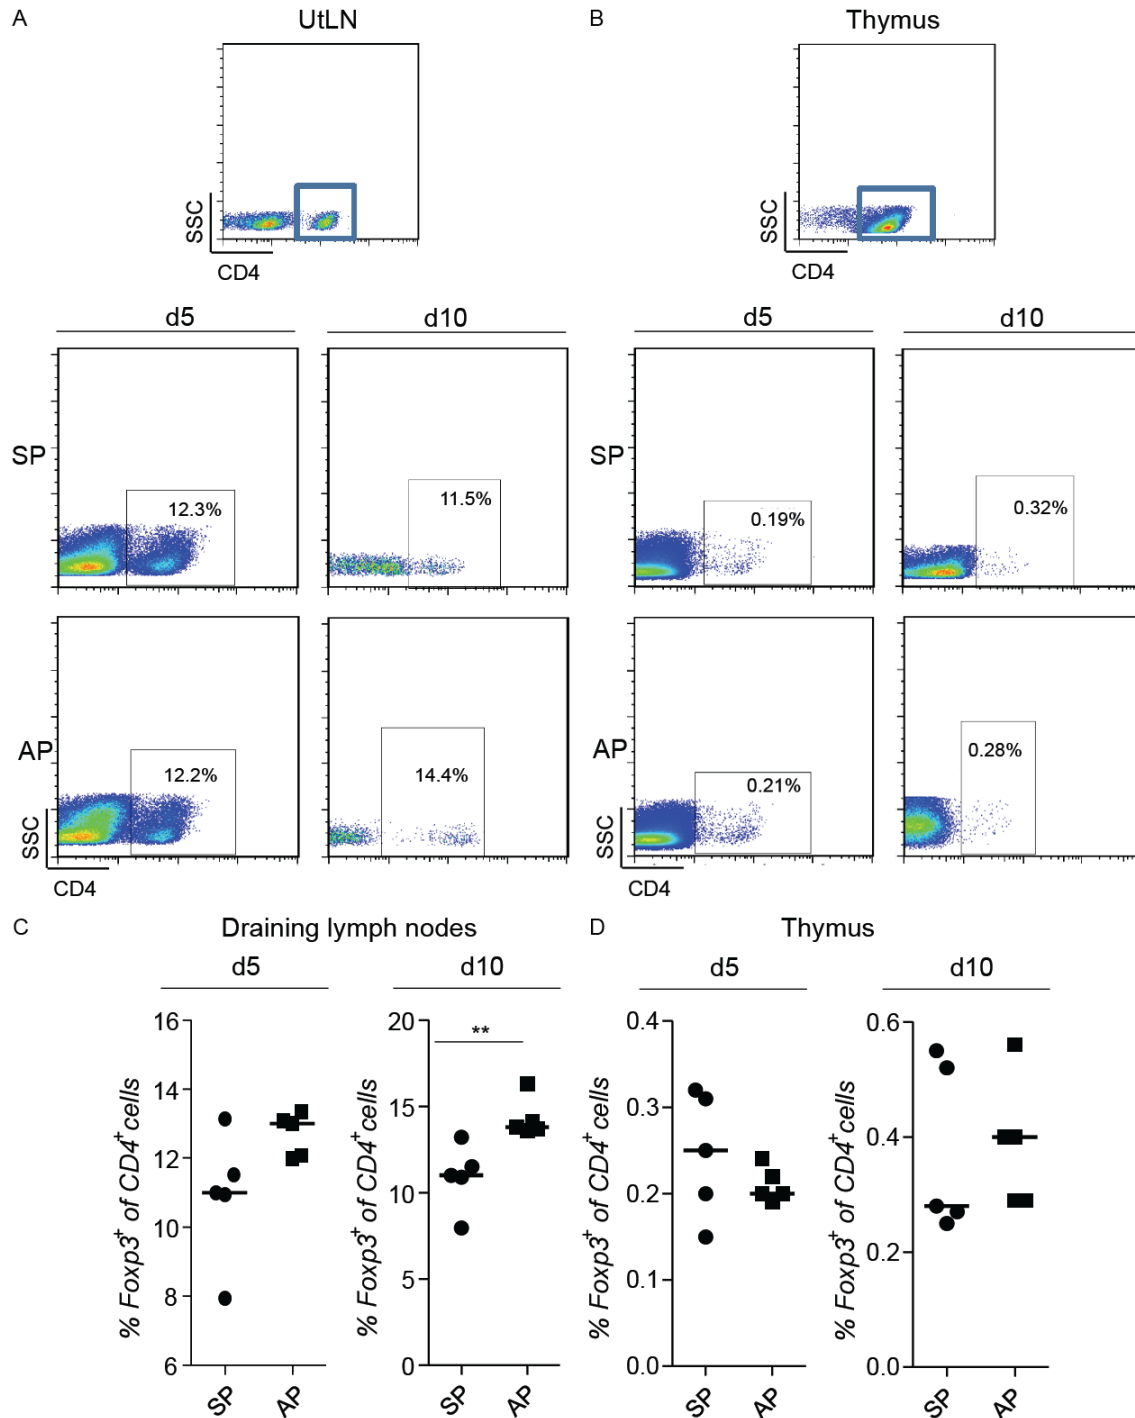 A
UtLN
B
Thymus
SSC
CD4
SSC
CD4
d5
d10
d5
d10
SP
12.3%
11.5%
SP
0.19%
0.32%
AP
12.2%
14.4%
AP
0.21%
0.28%
SSC
CD4
SSC
CD4
C
Draining lymph nodes
D
Thymus
d5
d10
d5
d10
% Foxp3+ of CD4+cells
16
14
12
10
8
6
SP
AP
% Foxp3+ of CD4+cells
20
15
10
5
0
**
SP
AP
% Foxp3+ of CD4+cells
0.4
0.3
0.2
0.1
0.0
SP
AP
% Foxp3+ of CD4+cells
0.6
0.4
0.2
0.0
SP
AP